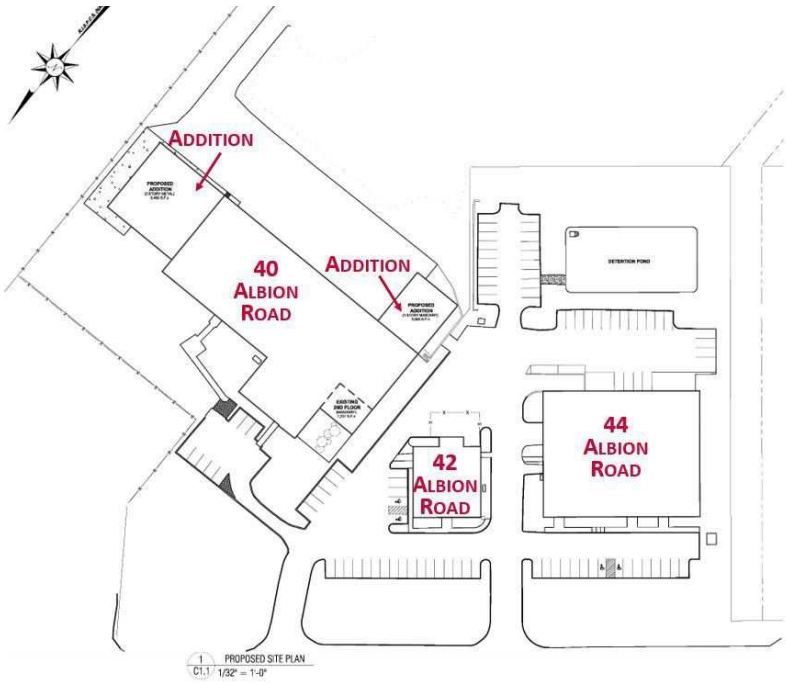 ADDITION
PROPOSED
ADDITION
ADDITION
40
ALBION
ROAD
PROPOSED
ADDITION
DETENTION POND
EXISTING
2ND FLOOR
42
ALBION
ROAD
44
ALBION
ROAD
1
C1.1
PROPOSED SITE PLAN
1/32" = 1'-0"